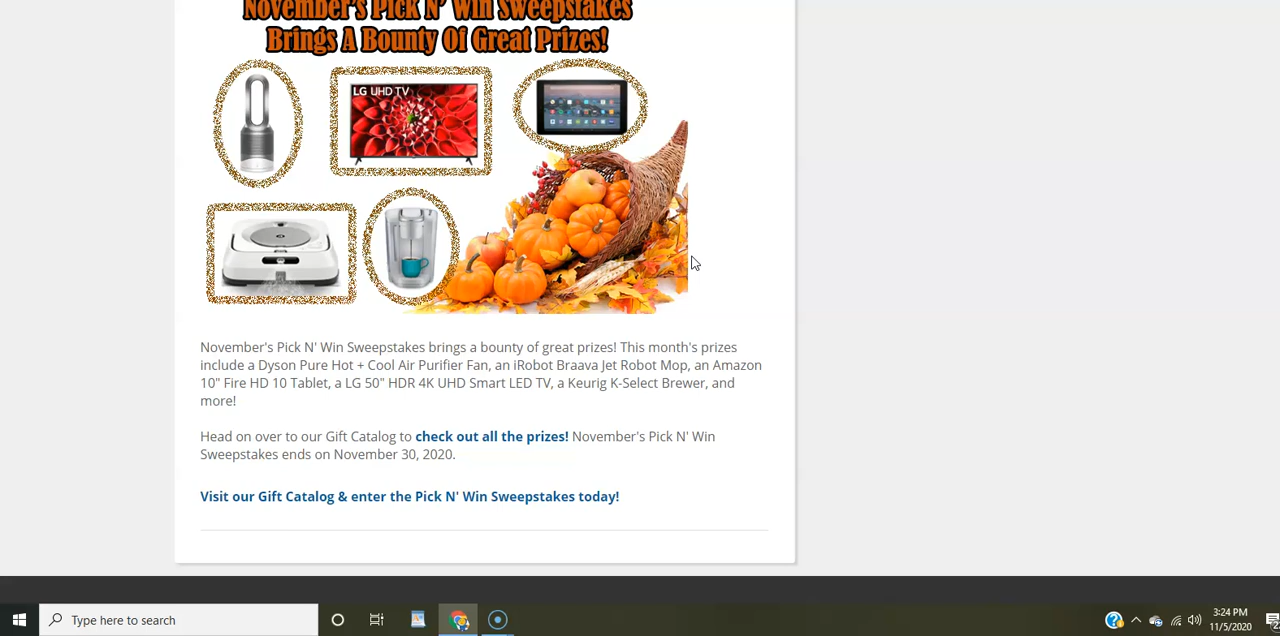 November's Pick N' Win Sweepstakes
Brings A Bounty Of Great Prizes!
LG UHD TV
November's Pick N' Win Sweepstakes brings a bounty of great prizes! This month's prizes
include a Dyson Pure Hot + Cool Air Purifier Fan, an iRobot Braava Jet Robot Mop, an Amazon
10" Fire HD 10 Tablet, a LG 50" HDR 4K UHD Smart LED TV, a Keurig K-Select Brewer, and
more!
Head on over to our Gift Catalog to check out all the prizes! November's Pick N' Win
Sweepstakes ends on November 30, 2020.
Visit our Gift Catalog & enter the Pick N' Win Sweepstakes today!
Type here to search
3:24 PM
11/5/2020